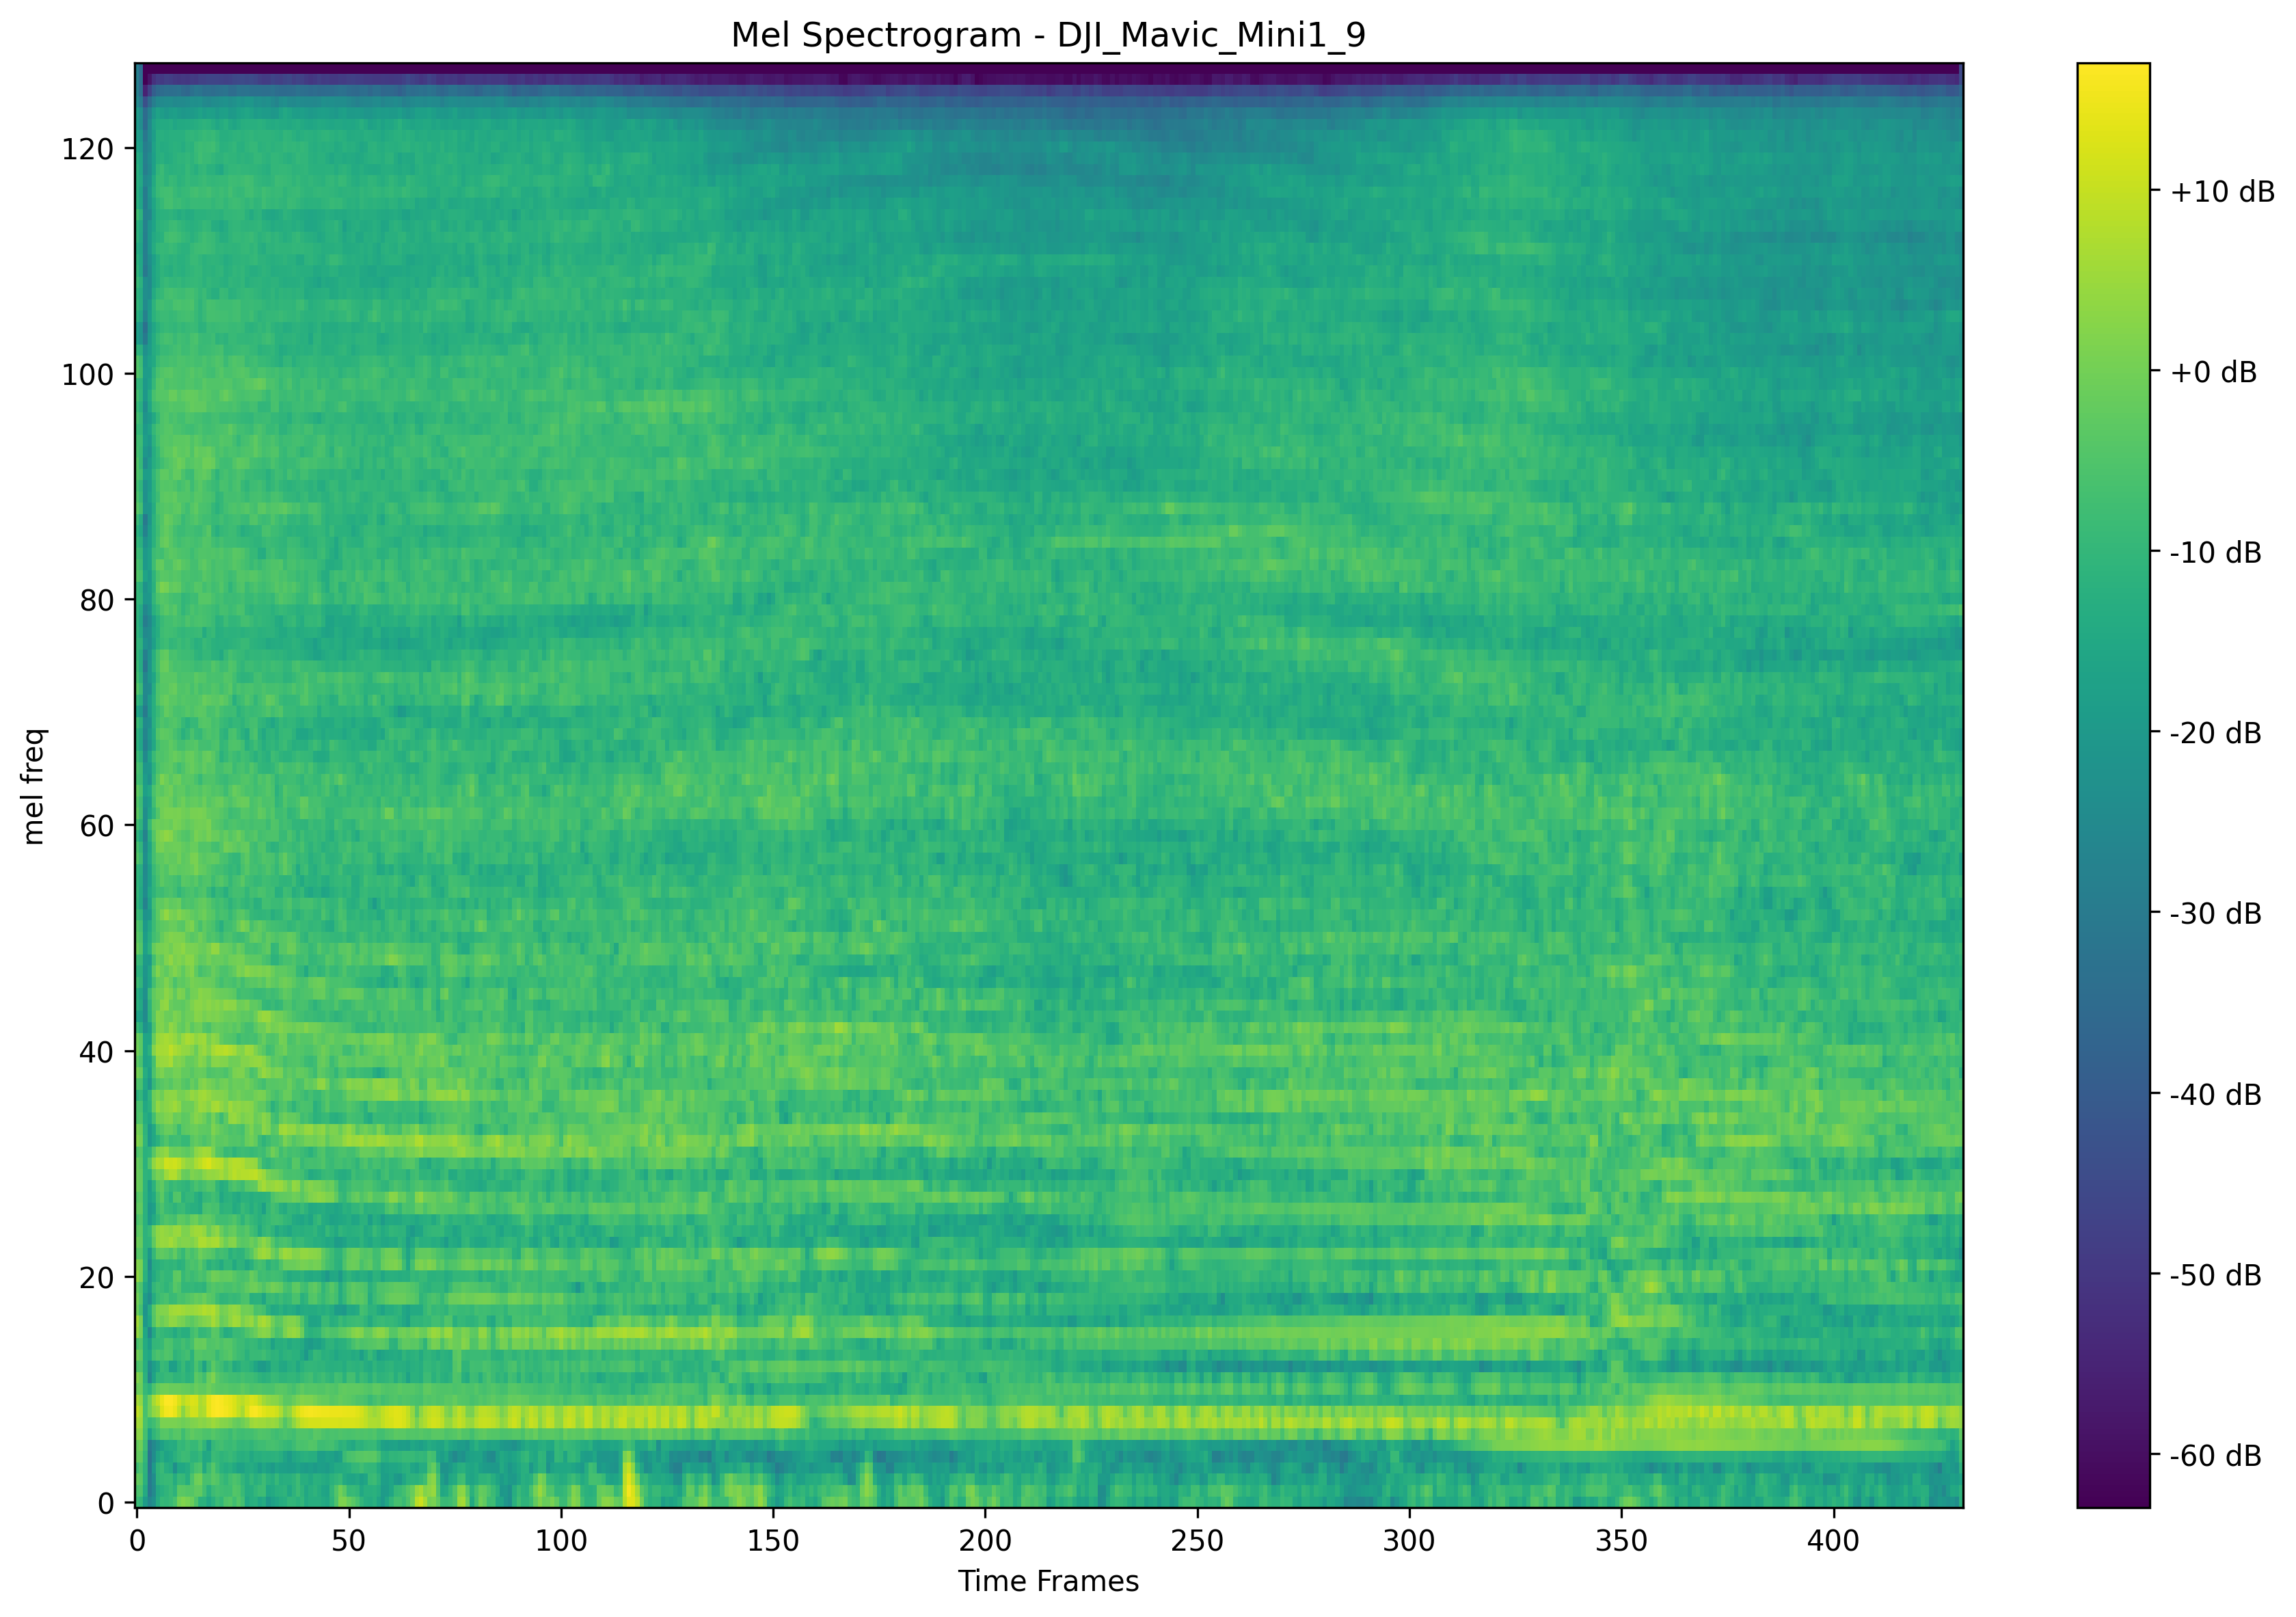 Mel Spectrogram - DJI_Mavic_Mini1_9
mel freq
120
100
80
60
40
20
0
0 50 100 150 200 250 300 350 400
Time Frames
+10 dB
+0 dB
-10 dB
-20 dB
-30 dB
-40 dB
-50 dB
-60 dB